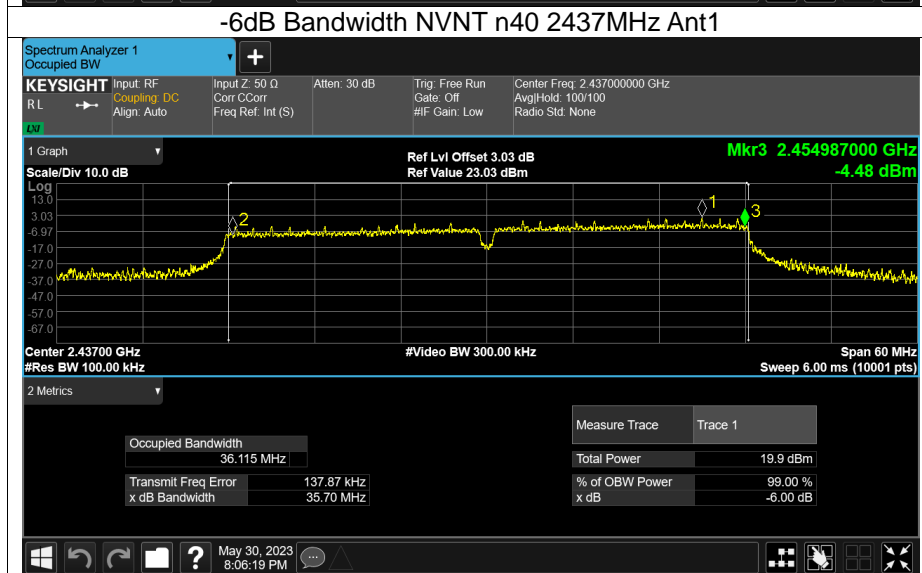 -6dB Bandwidth NVNT n40 2437MHz Ant1
Spectrum Analyzer 1
Occupied BW
+
KEYSIGHT Input: RF Input Z: 50 Ω Atten: 30 dB Trig: Free Run Center Freq: 2.437000000 GHz
RL Coupling: DC Corr CCorr Gate: Off Avg|Hold: 100/100
Align: Auto Freq Ref: Int (S) #IF Gain: Low Radio Std: None
LXI
1 Graph Ref Lvl Offset 3.03 dB Mkr3 2.454987000 GHz
Scale/Div 10.0 dB Ref Value 23.03 dBm -4.48 dBm
Log
13.0
3.03
-6.97
-17.0
-27.0
-37.0
-47.0
-57.0
-67.0
2
1
3
Center 2.43700 GHz #Video BW 300.00 kHz Span 60 MHz
#Res BW 100.00 kHz Sweep 6.00 ms (10001 pts)
2 Metrics
Measure Trace Trace 1
Occupied Bandwidth
36.115 MHz Total Power 19.9 dBm
Transmit Freq Error 137.87 kHz % of OBW Power 99.00 %
x dB Bandwidth 35.70 MHz x dB -6.00 dB
? May 30, 2023
8:06:19 PM